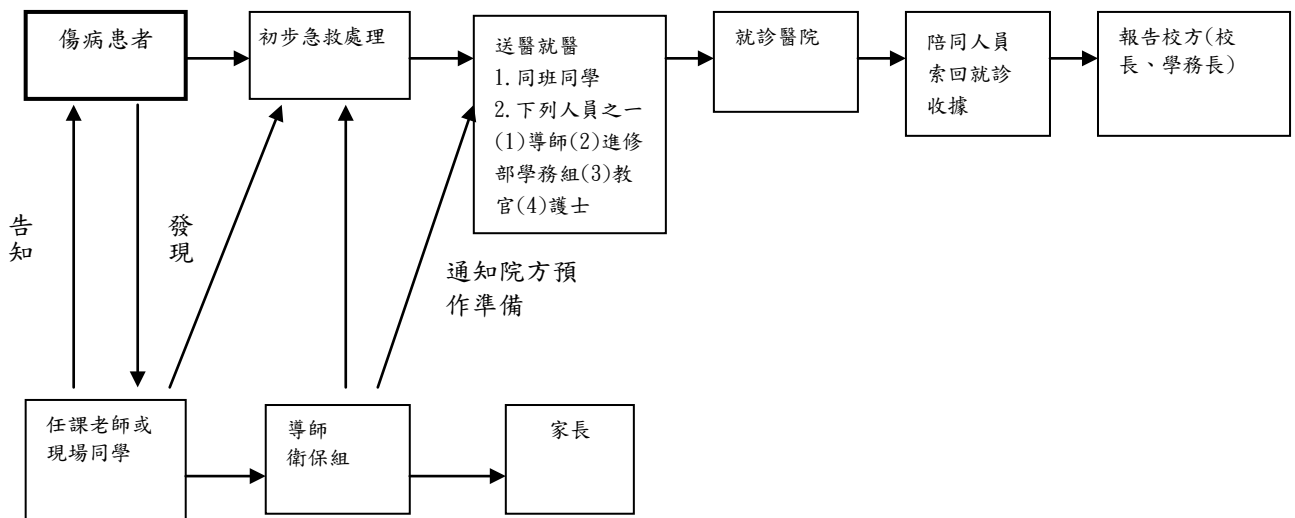 傷病患者
初步急救處理
送醫就醫
1.同班同學
2.下列人員之一
(1)導師(2)進修
部學務組(3)教
官(4)護士
就診醫院
陪同人員
索回就診
收據
報告校方(校
長、學務長)
告
知
發
現
通知院方預
作準備
任課老師或
現場同學
導師
衛保組
家長